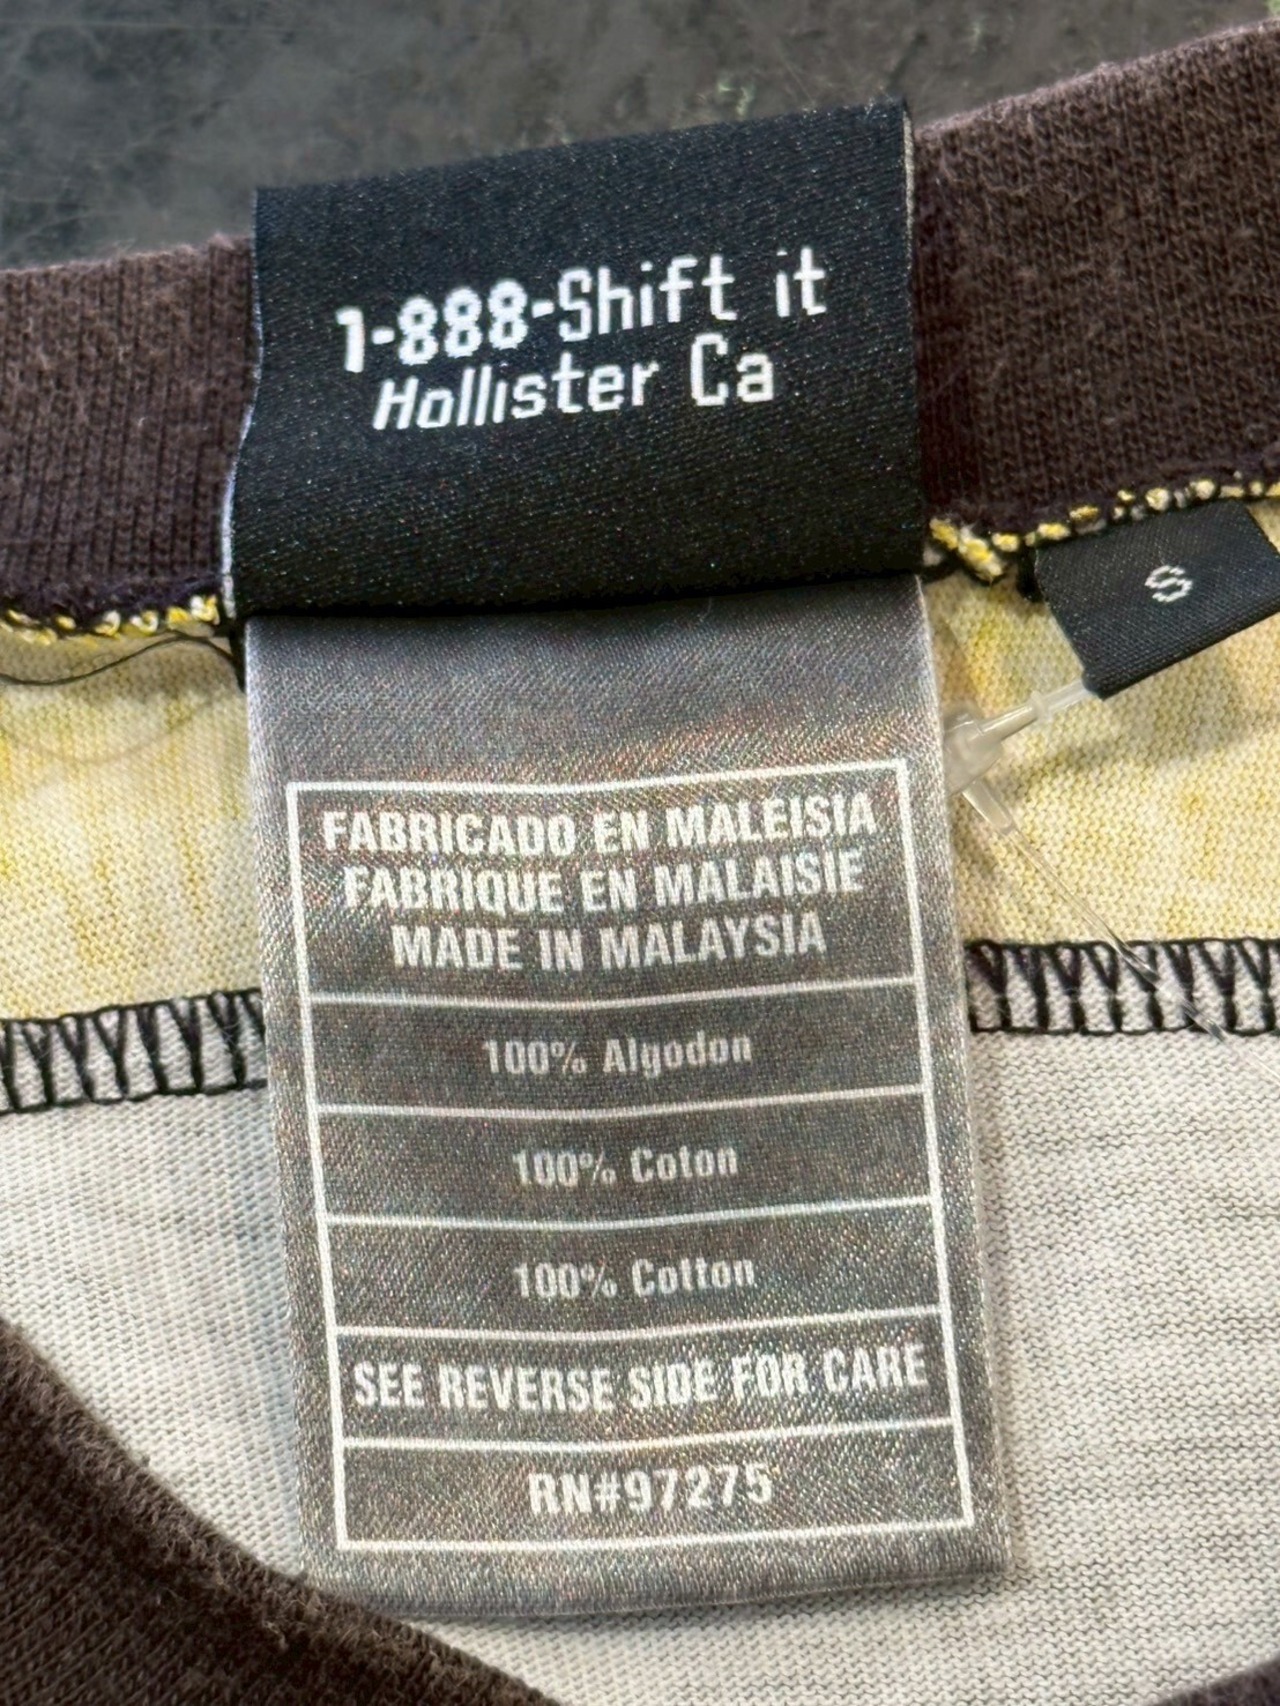 1-888-Shift it
Hollister Ca
S
FABRICADO EN MALEISIA
FABRIQUE EN MALAISIE
MADE IN MALAYSIA
100% Algodon
100% Coton
100% Cotton
SEE REVERSE SIDE FOR CARE
RN#97275